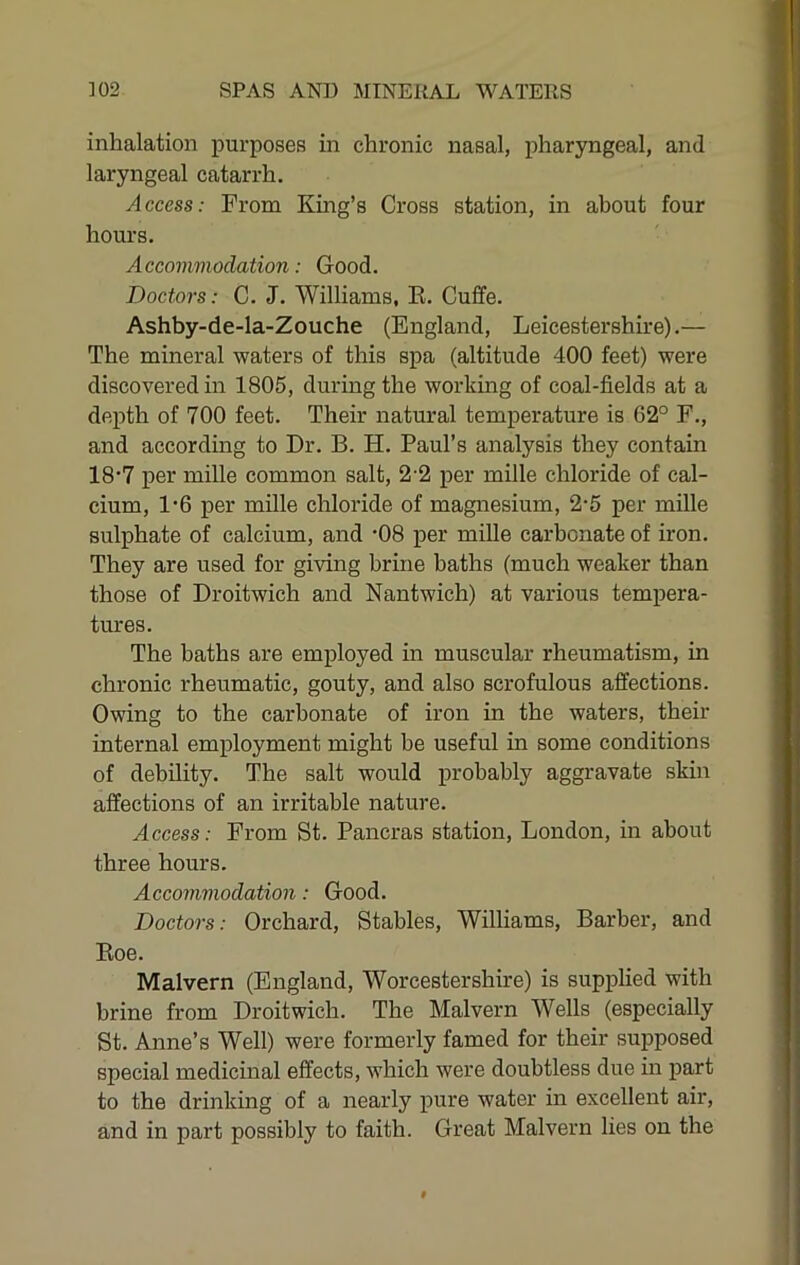 102 SPAS AND MINERAL WATERS
inhalation purposes in chronic nasal, pharyngeal, and
laryngeal catarrh.
Access: From King's Cross station, in about four
hours.
Accommodation: Good.
Doctors: C. J. Williams, R. Cuffe.
Ashby-de-la-Zouche (England, Leicestershire).—
The mineral waters of this spa (altitude 400 feet) were
discovered in 1805, during the working of coal-fields at a
depth of 700 feet. Their natural temperature is 62° F.,
and according to Dr. B. H. Paul's analysis they contain
18·7 per mille common salt, 2·2 per mille chloride of cal-
cium, 1·6 per mille chloride of magnesium, 2·5 per mille
sulphate of calcium, and ·08 per mille carbonate of iron.
They are used for giving brine baths (much weaker than
those of Droitwich and Nantwich) at various tempera-
tures.
The baths are employed in muscular rheumatism, in
chronic rheumatic, gouty, and also scrofulous affections.
Owing to the carbonate of iron in the waters, their
internal employment might be useful in some conditions
of debility. The salt would probably aggravate skin
affections of an irritable nature.
Access: From St. Pancras station, London, in about
three hours.
Accommodation: Good.
Doctors: Orchard, Stables, Williams, Barber, and
Roe.
Malvern (England, Worcestershire) is supplied with
brine from Droitwich. The Malvern Wells (especially
St. Anne's Well) were formerly famed for their supposed
special medicinal effects, which were doubtless due in part
to the drinking of a nearly pure water in excellent air,
and in part possibly to faith. Great Malvern lies on the